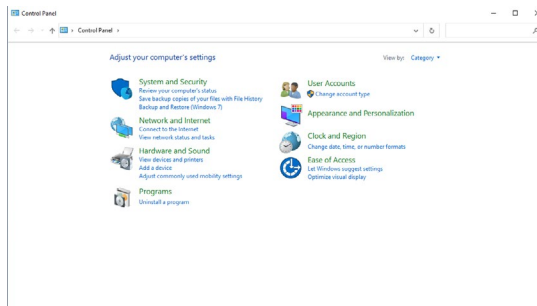 Control Panel
Control Panel
Adjust your computer's settings
View by: Category
System and Security
Review your computer's status
Save backup copies of your files with File History
Backup and Restore (Windows 7)
Network and Internet
Connect to the Internet
View network status and tasks
Hardware and Sound
View devices and printers
Add a device
Adjust commonly used mobility settings
Programs
Uninstall a program
User Accounts
Change account type
Appearance and Personalization
Clock and Region
Change date, time, or number formats
Ease of Access
Let Windows suggest settings
Optimize visual display